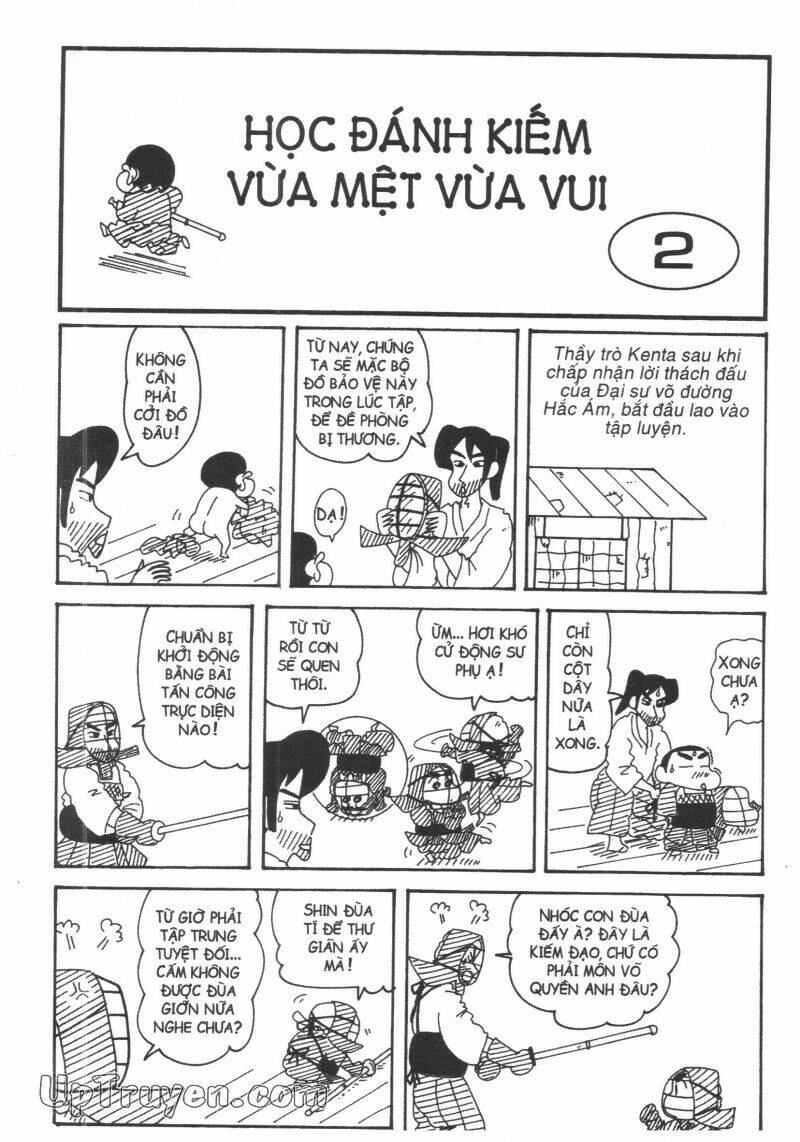 HỌC ĐÁNH KIẾM
VỪA MỆT VỪA VUI
2
Thầy trò Kenta sau khi
chấp nhận lời thách đấu
của Đại sư võ đường
Hắc Ám, bắt đầu lao vào
tập luyện.
TỪ NAY, CHÚNG
TA SẼ MẶC BỘ
ĐỒ BẢO VỆ NÀY
TRONG LÚC TẬP,
ĐỂ ĐỀ PHÒNG
BỊ THƯƠNG.
DẠ!
KHÔNG
CẦN
PHẢI
CỞI ĐỒ
ĐÂU!
XONG
CHƯA
Ạ?
CHỈ
CÒN
CỘT
DÂY
NỮA
LÀ
XONG.
ỪM... HƠI KHÓ
CỬ ĐỘNG SƯ
PHỤ Ạ!
TỪ TỪ
RỒI CON
SẼ QUEN
THÔI.
CHUẨN BỊ
KHỞI ĐỘNG
BẰNG BÀI
TẤN CÔNG
TRỰC DIỆN
NÀO!
NHÓC CON ĐÙA
ĐẤY À? ĐÂY LÀ
KIẾM ĐẠO, CHỨ CÓ
PHẢI MÔN VÕ
QUYỀN ANH ĐÂU?
SHIN ĐÙA
TÍ ĐỂ THƯ
GIÃN ẤY
MÀ!
TỪ GIỜ PHẢI
TẬP TRUNG
TUYỆT ĐỐI...
CẤM KHÔNG
ĐƯỢC ĐÙA
GIỠN NỮA
NGHE CHƯA?
UpTruyen.com